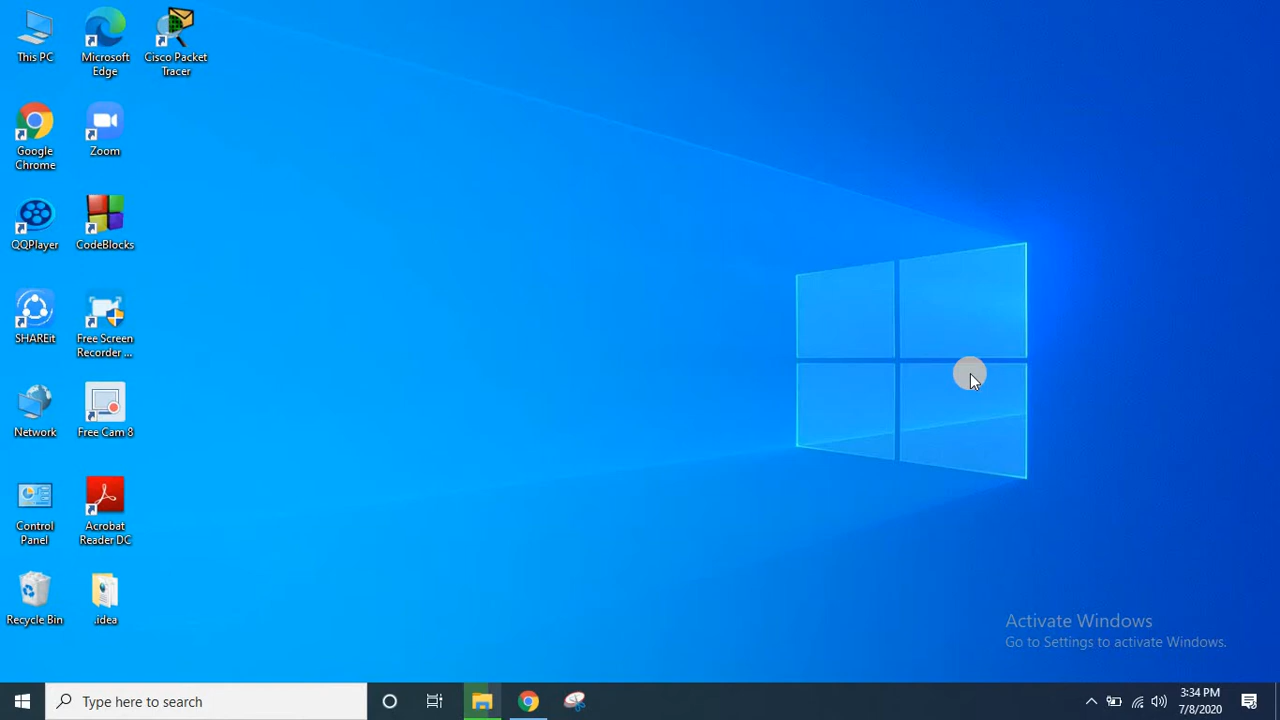 This PC
Microsoft
Edge
Cisco Packet
Tracer
Google
Chrome
Zoom
QQPlayer
CodeBlocks
SHAREit
Free Screen
Recorder ...
Network
Free Cam 8
Control
Panel
Acrobat
Reader DC
Recycle Bin
.idea
Activate Windows
Go to Settings to activate Windows.
Type here to search
3:34 PM
7/8/2020